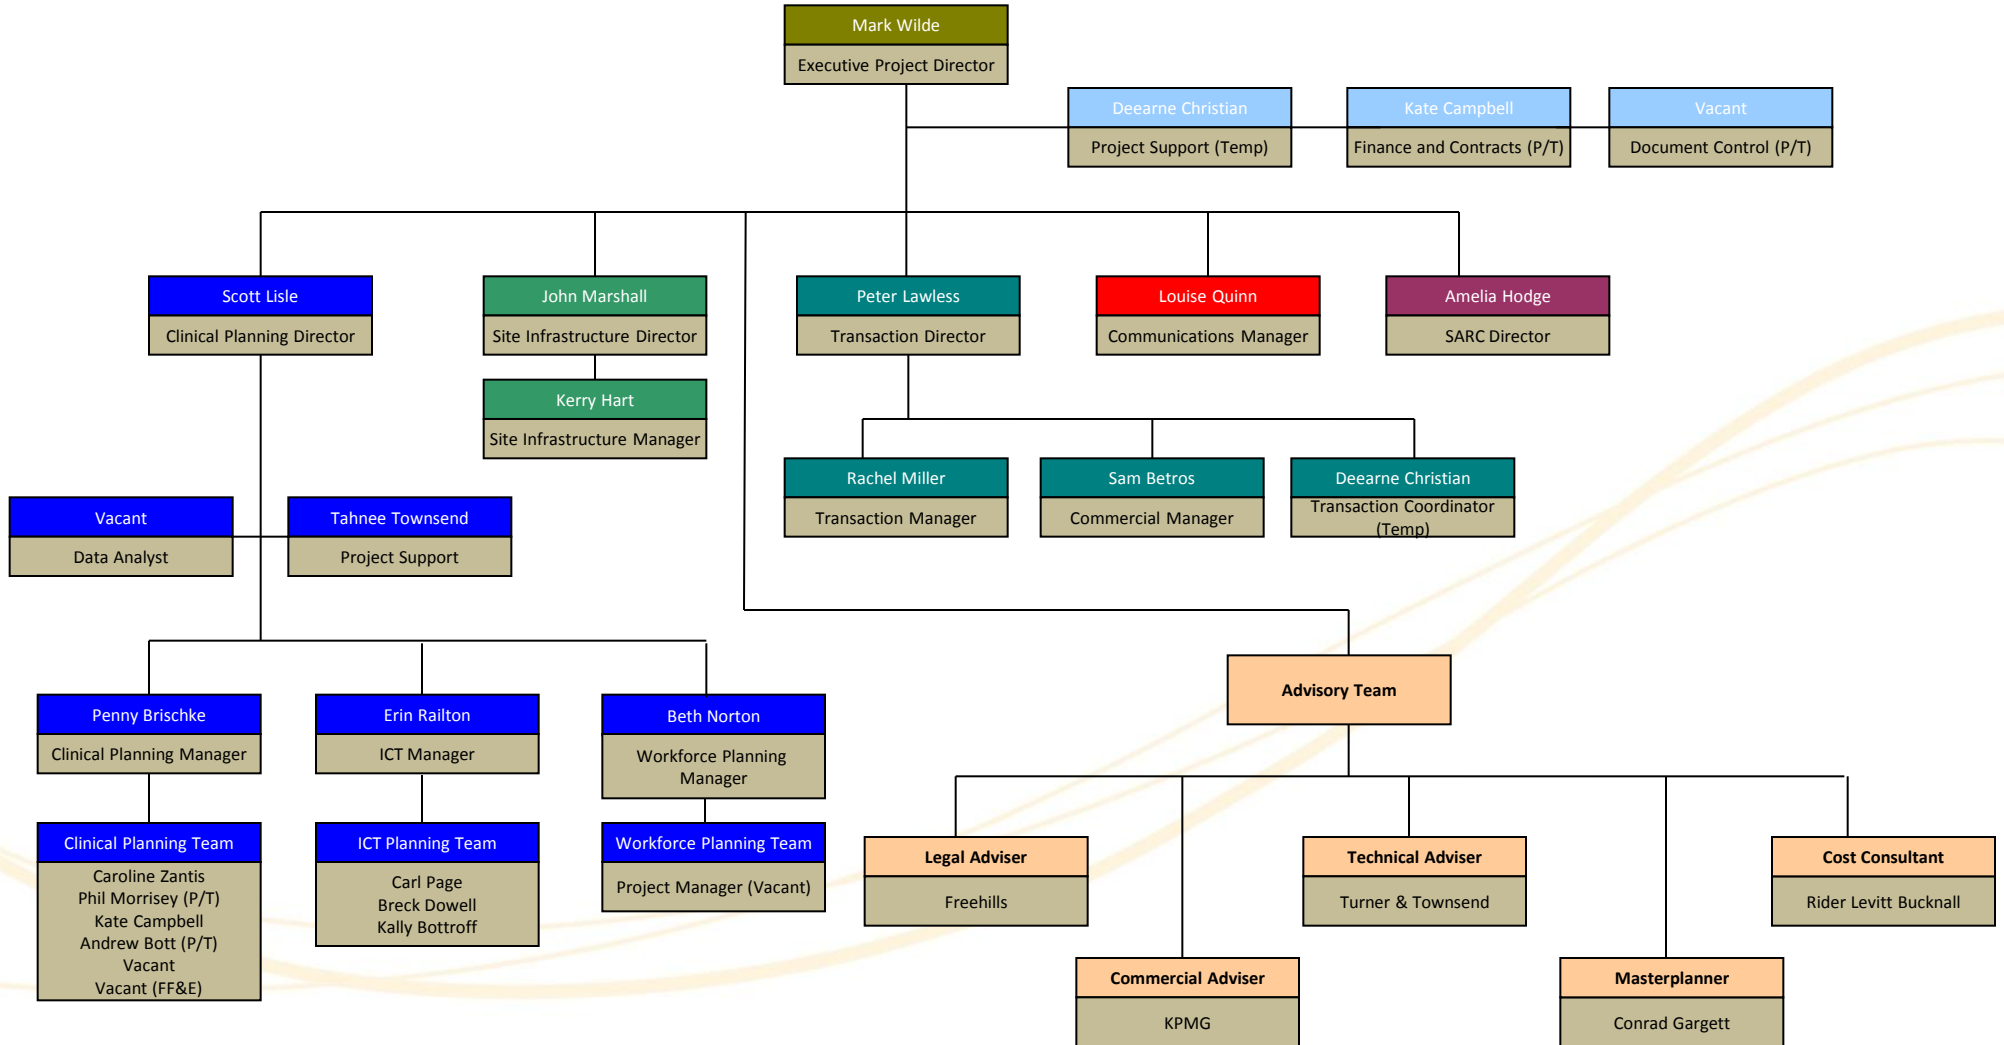 Mark Wilde
Executive Project Director
Deearne Christian
Project Support (Temp)
Kate Campbell
Finance and Contracts (P/T)
Vacant
Document Control (P/T)
Scott Lisle
Clinical Planning Director
John Marshall
Site Infrastructure Director
Kerry Hart
Site Infrastructure Manager
Peter Lawless
Transaction Director
Louise Quinn
Communications Manager
Amelia Hodge
SARC Director
Rachel Miller
Transaction Manager
Sam Betros
Commercial Manager
Deearne Christian
Transaction Coordinator
(Temp)
Vacant
Data Analyst
Tahnee Townsend
Project Support
Penny Brischke
Clinical Planning Manager
Erin Railton
ICT Manager
Beth Norton
Workforce Planning
Manager
Clinical Planning Team
Caroline Zantis
Phil Morrisey (P/T)
Kate Campbell
Andrew Bott (P/T)
Vacant
Vacant (FF&E)
ICT Planning Team
Carl Page
Breck Dowell
Kally Bottroff
Workforce Planning Team
Project Manager (Vacant)
Advisory Team
Legal Adviser
Freehills
Technical Adviser
Turner & Townsend
Cost Consultant
Rider Levitt Bucknall
Commercial Adviser
KPMG
Masterplanner
Conrad Gargett